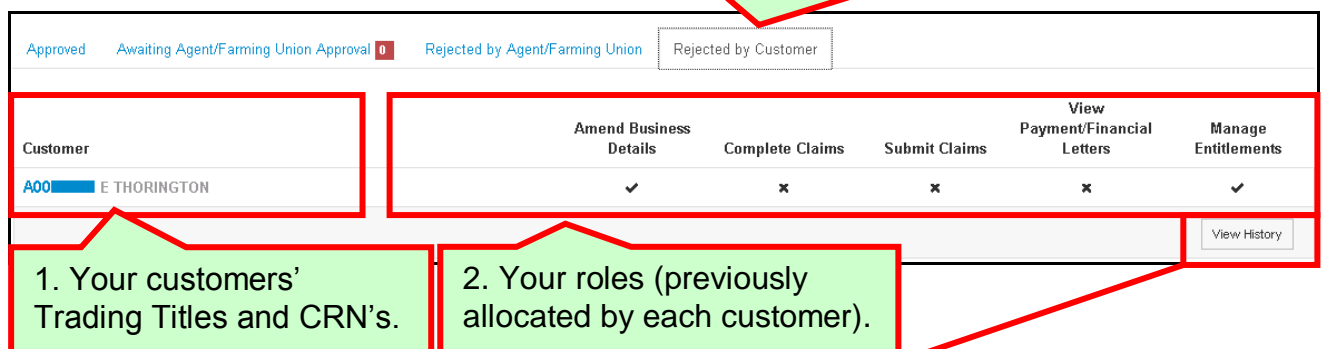 Approved Awaiting Agent/Farming Union Approval 0 Rejected by Agent/Farming Union Rejected by Customer
Customer Amend Business Details Complete Claims Submit Claims View Payment/Financial Letters Manage Entitlements
A00 E THORINGTON ✔ ✖ ✖ ✖ ✔
View History
1. Your customers’
Trading Titles and CRN’s.
2. Your roles (previously
allocated by each customer).